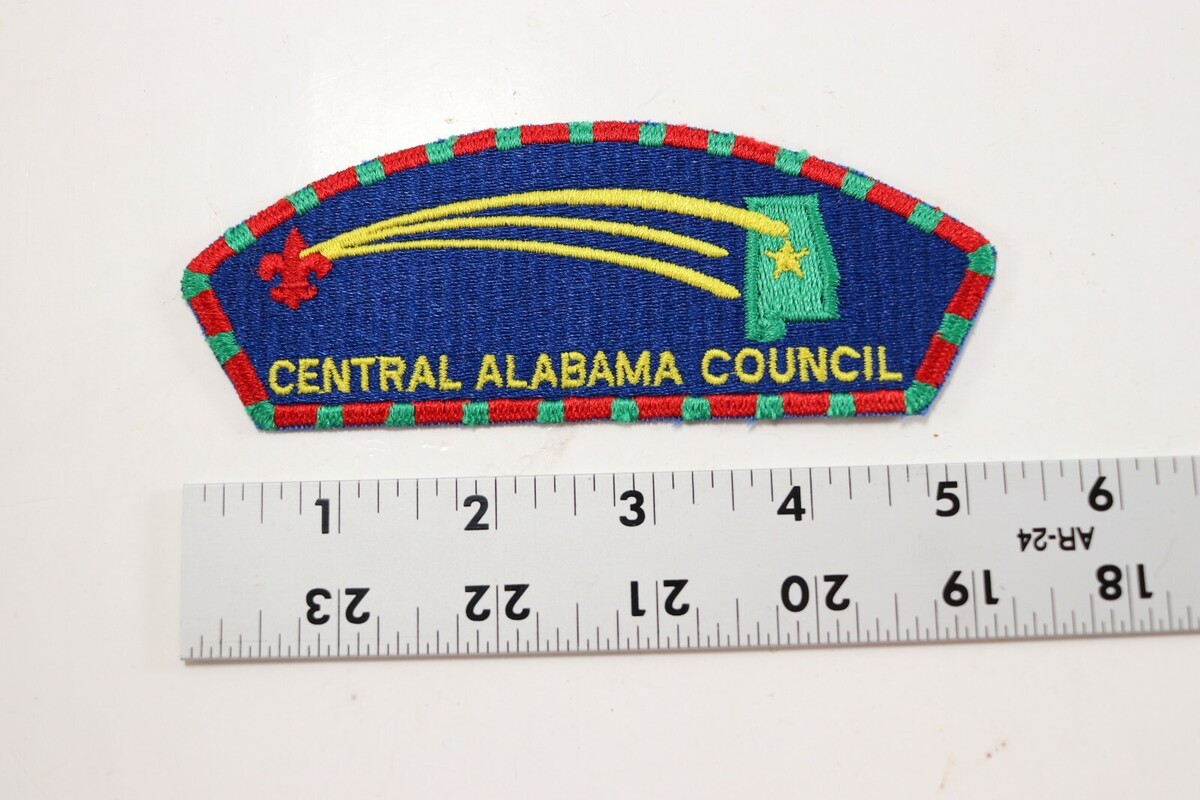 CENTRAL ALABAMA COUNCIL
1 2 3 4 5 6
AR-24
23 22 21 20 19 18